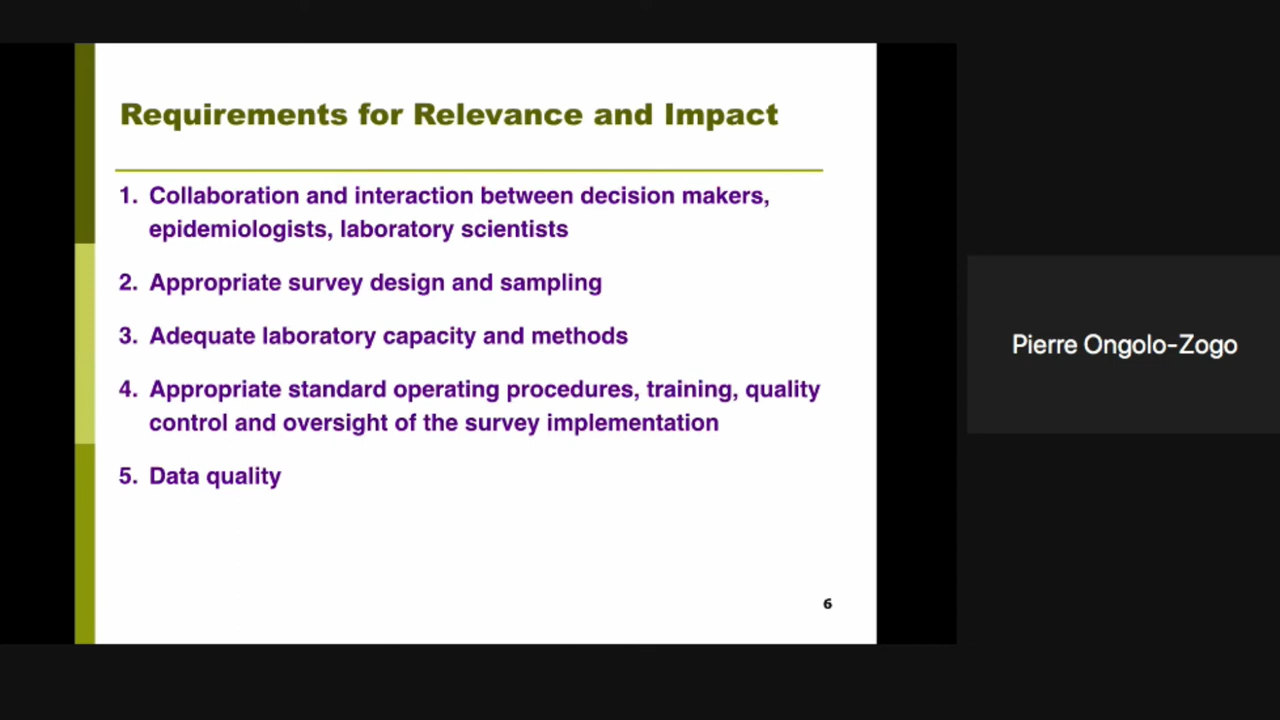 Requirements for Relevance and Impact
1. Collaboration and interaction between decision makers,
epidemiologists, laboratory scientists
2. Appropriate survey design and sampling
3. Adequate laboratory capacity and methods
4. Appropriate standard operating procedures, training, quality
control and oversight of the survey implementation
5. Data quality
6
Pierre Ongolo-Zogo